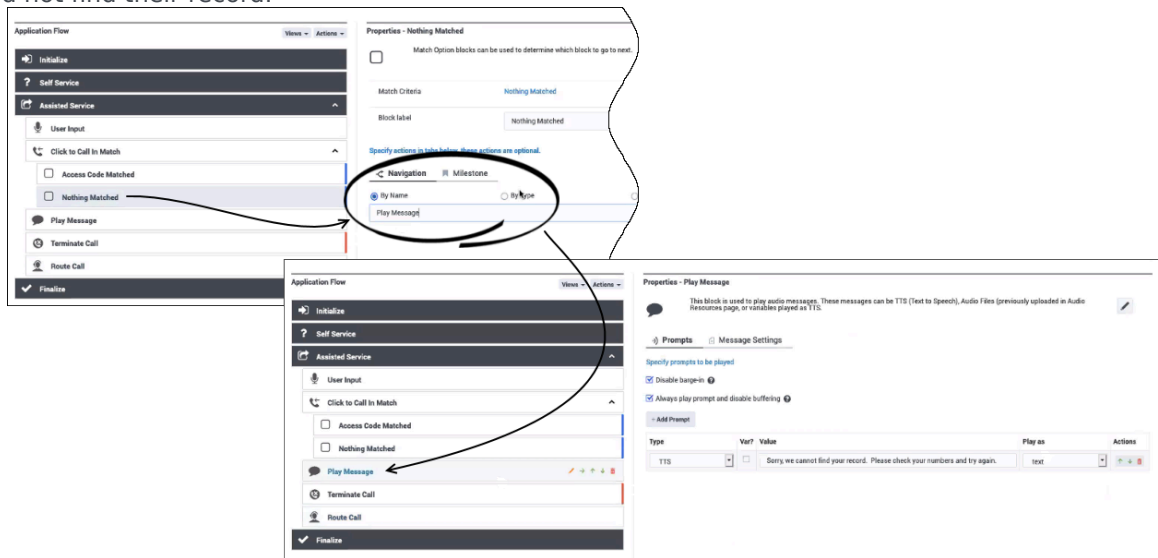 d not find their record.
Application Flow
Views
Actions
Initialize
Self Service
Assisted Service
User Input
Click to Call In Match
Access Code Matched
Nothing Matched
Play Message
Terminate Call
Route Call
Finalize
Properties - Nothing Matched
Match Option blocks can be used to determine which block to go to next.
Match Criteria
Nothing Matched
Block label
Nothing Matched
Specify actions in tabs below, these actions are optional.
Navigation
Milestone
By Name
By Type
Play Message
Application Flow
Views
Actions
Initialize
Self Service
Assisted Service
User Input
Click to Call In Match
Access Code Matched
Nothing Matched
Play Message
Terminate Call
Route Call
Finalize
Properties - Play Message
This block is used to play audio messages. These messages can be TTS (Text to Speech), Audio Files (previously uploaded in Audio
Resources page, or variables played as TTS.
Prompts
Message Settings
Specify prompts to be played
Disable barge-in
Always play prompt and disable buffering
Add Prompt
Type Var? Value Play as Actions
TTS Sorry, we cannot find your record. Please check your numbers and try again. text